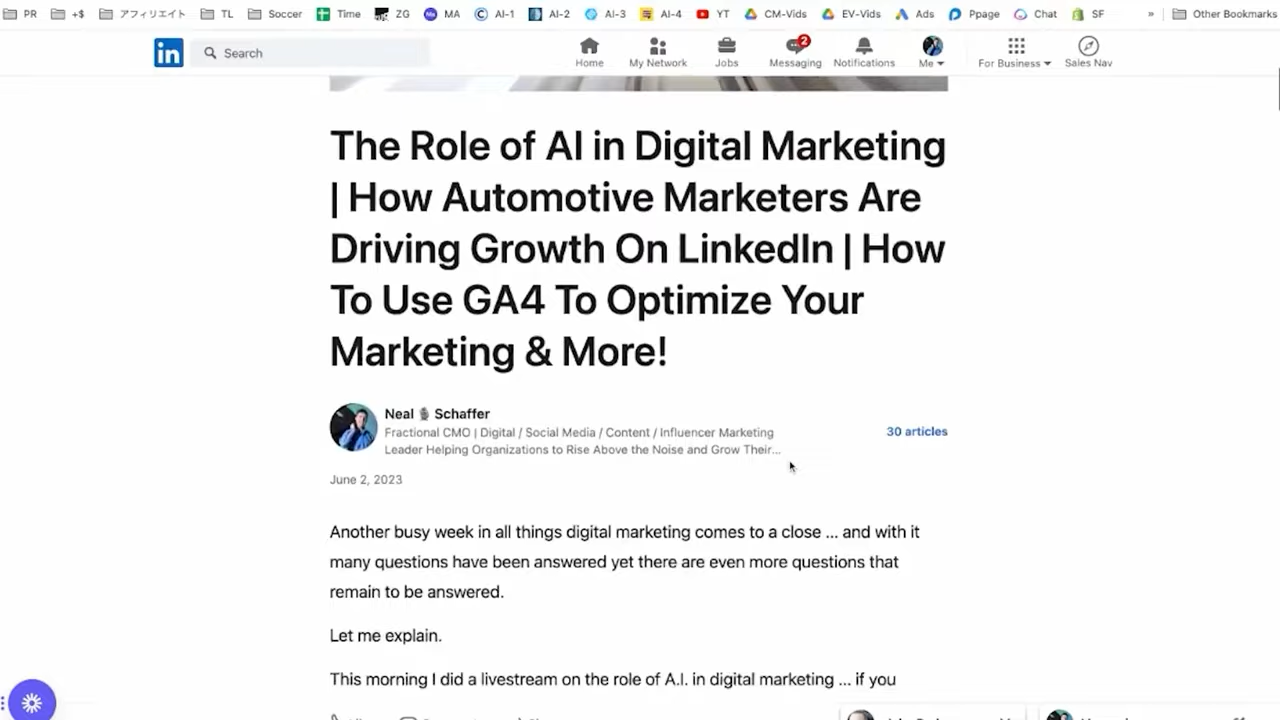 PR +$ アフィリエイト TL Soccer Time ZG MA AI-1 AI-2 AI-3 AI-4 YT CM-Vids EV-Vids Ads Ppage Chat SF » Other Bookmarks
in Search Home My Network Jobs 2 Messaging Notifications Me For Business Sales Nav
The Role of AI in Digital Marketing
| How Automotive Marketers Are
Driving Growth On LinkedIn | How
To Use GA4 To Optimize Your
Marketing & More!
Neal 🎙 Schaffer
Fractional CMO | Digital / Social Media / Content / Influencer Marketing
Leader Helping Organizations to Rise Above the Noise and Grow Their...
30 articles
June 2, 2023
Another busy week in all things digital marketing comes to a close ... and with it
many questions have been answered yet there are even more questions that
remain to be answered.
Let me explain.
This morning I did a livestream on the role of A.I. in digital marketing ... if you